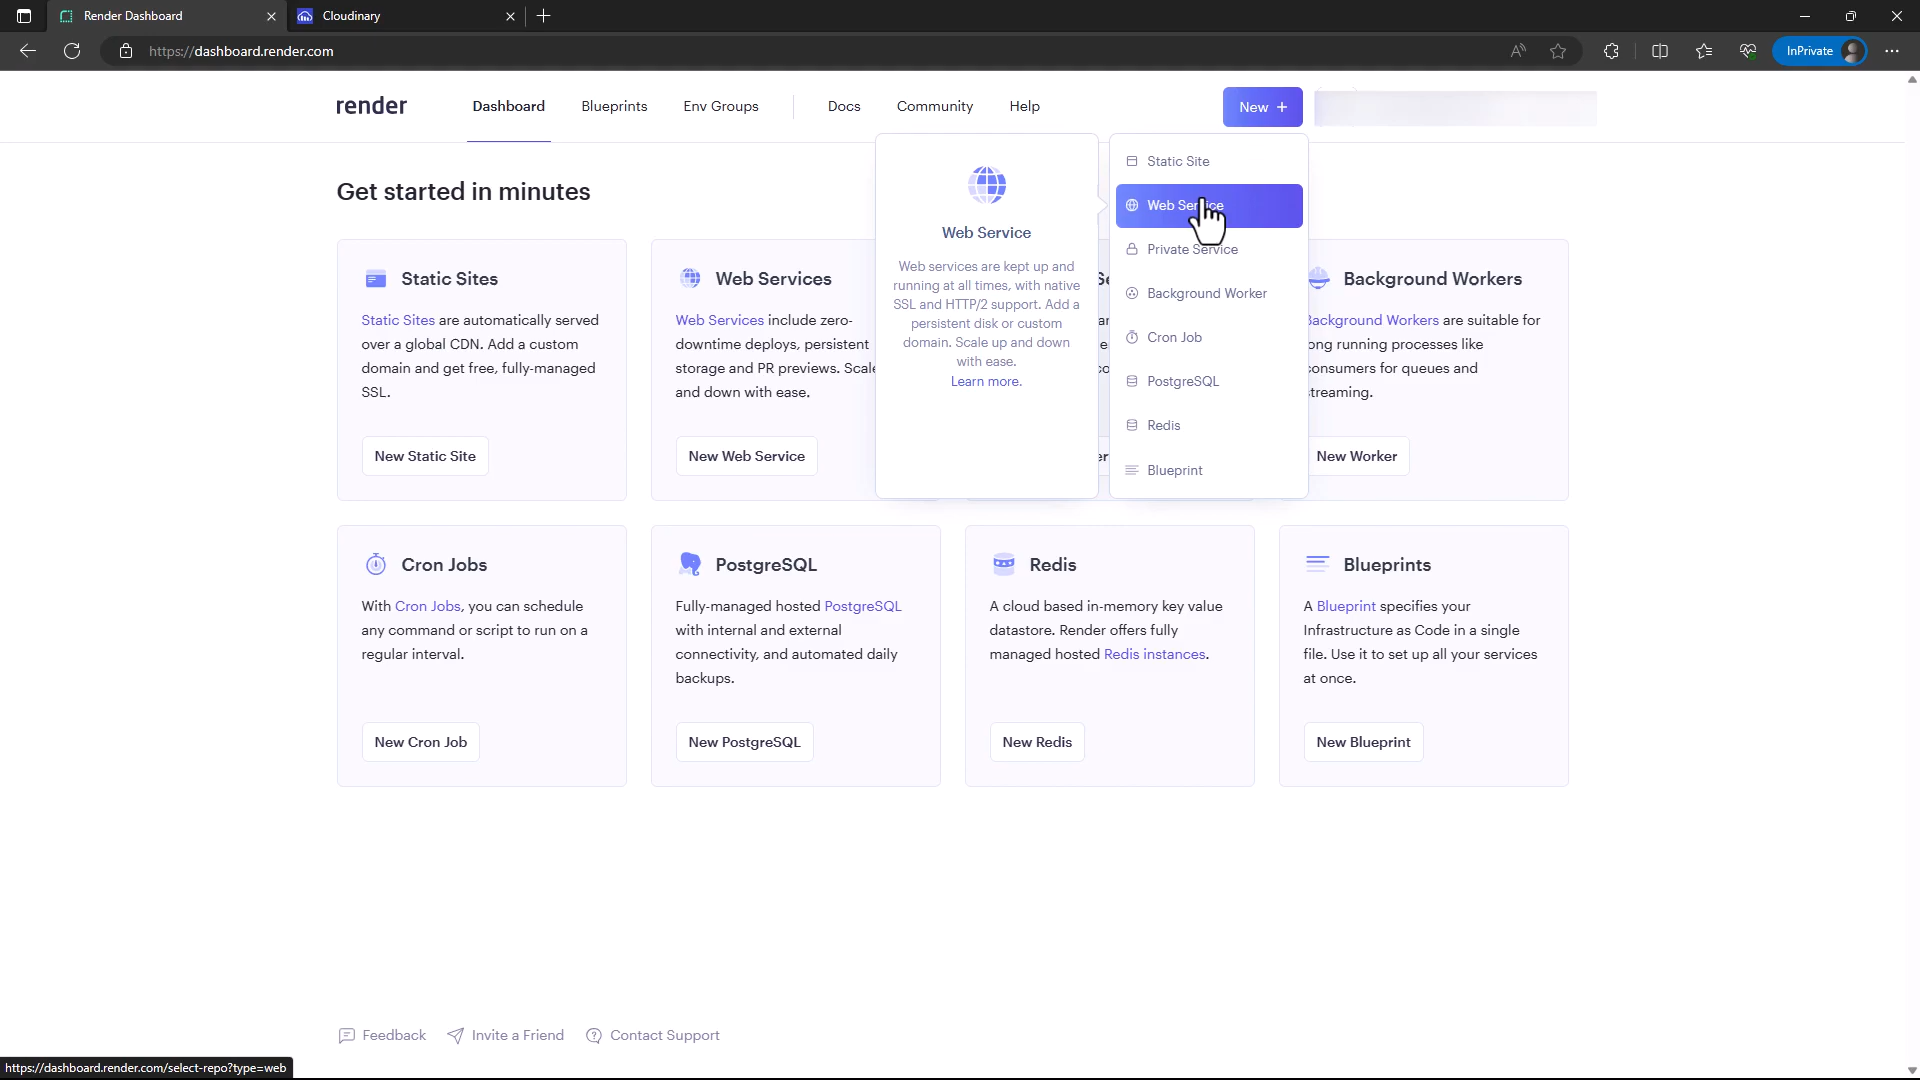 Render Dashboard
Cloudinary
https://dashboard.render.com
InPrivate
render
Dashboard
Blueprints
Env Groups
Docs
Community
Help
New +
Get started in minutes
Static Sites
Static Sites are automatically served
over a global CDN. Add a custom
domain and get free, fully-managed
SSL.
New Static Site
Web Services
Web Services include zero-
downtime deploys, persistent
storage and PR previews. Scale
and down with ease.
New Web Service
Web Service
Web services are kept up and
running at all times, with native
SSL and HTTP/2 support. Add a
persistent disk or custom
domain. Scale up and down
with ease.
Learn more.
Static Site
Web Service
Private Service
Background Worker
Cron Job
PostgreSQL
Redis
Blueprint
Background Workers
Background Workers are suitable for
ong running processes like
consumers for queues and
treaming.
New Worker
Cron Jobs
With Cron Jobs, you can schedule
any command or script to run on a
regular interval.
New Cron Job
PostgreSQL
Fully-managed hosted PostgreSQL
with internal and external
connectivity, and automated daily
backups.
New PostgreSQL
Redis
A cloud based in-memory key value
datastore. Render offers fully
managed hosted Redis instances.
New Redis
Blueprints
A Blueprint specifies your
Infrastructure as Code in a single
file. Use it to set up all your services
at once.
New Blueprint
Feedback
Invite a Friend
Contact Support
https://dashboard.render.com/select-repo?type=web